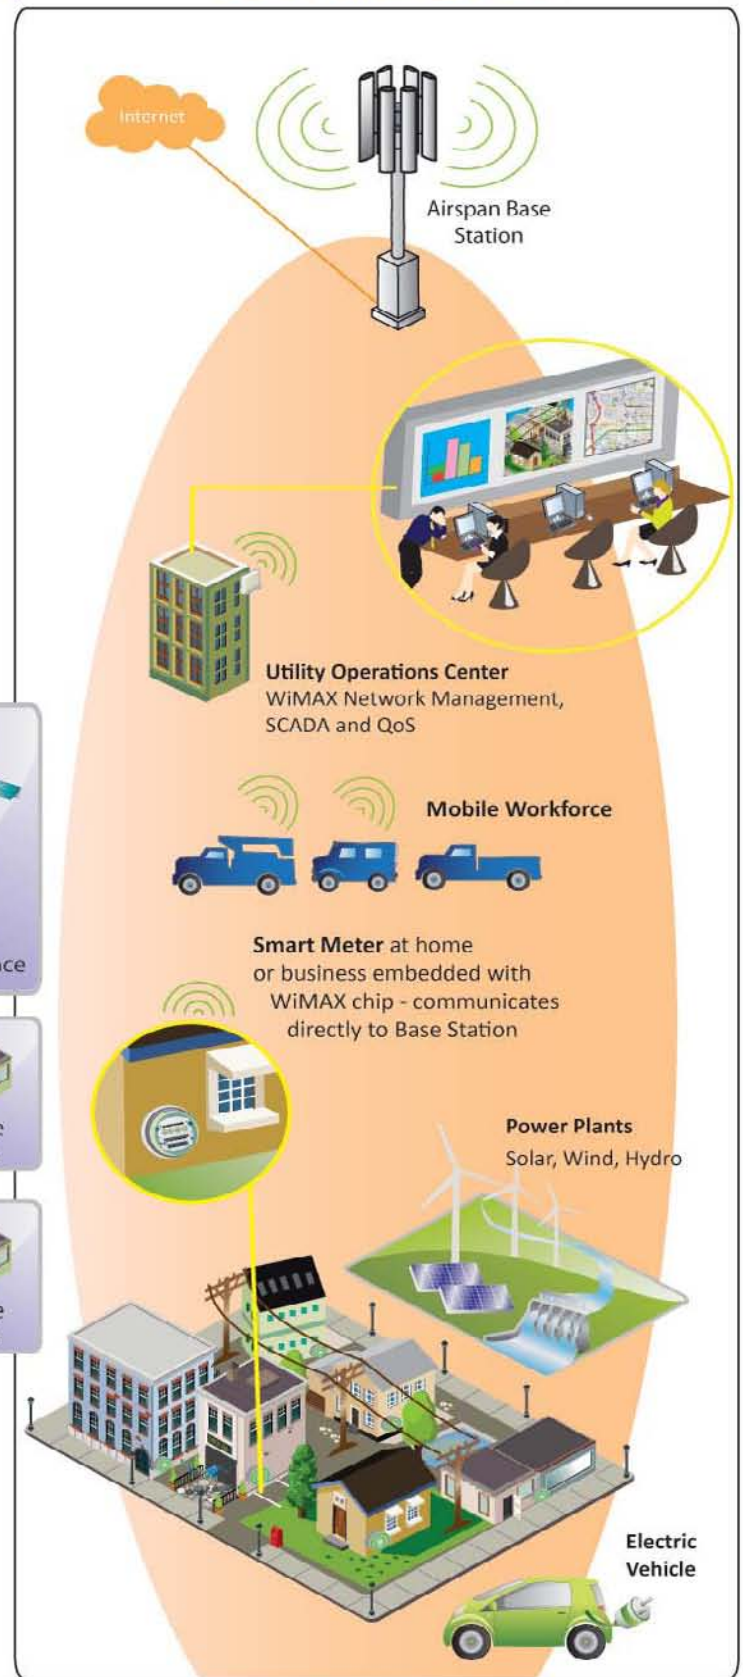 Internet
Airspan Base
Station
Utility Operations Center
WiMAX Network Management,
SCADA and QoS
Mobile Workforce
Smart Meter at home
or business embedded with
WiMAX chip - communicates
directly to Base Station
Power Plants
Solar, Wind, Hydro
Electric
Vehicle